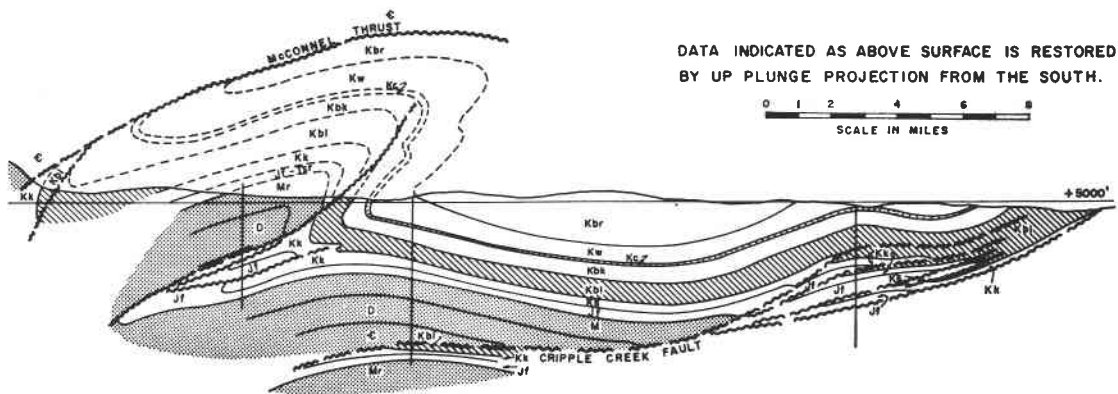 Є
McCONNEL THRUST
Kbr
Kw
Kc
Kbk
Kbl
Kk
Mr
DATA INDICATED AS ABOVE SURFACE IS RESTORED
BY UP PLUNGE PROJECTION FROM THE SOUTH.
0 1 2 4 6 8
SCALE IN MILES
Є
Kk
+5000'
D
Kk
Jf
Kk
Jf
Kbr
Kw
Kc
Kbk
Kbl
M
D
Є
Kbl
Kk
Jf
Mr
CRIPPLE CREEK FAULT
Kk
Jf
Kk